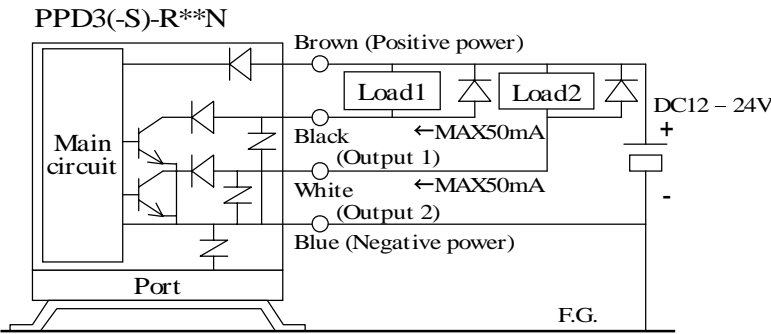 PPD3(-S)-R**N
Brown (Positive power)
Load1
Load2
DC12 – 24V
+
Main
circuit
Black
(Output 1)
←MAX50mA
White
(Output 2)
←MAX50mA
-
Blue (Negative power)
Port
F.G.